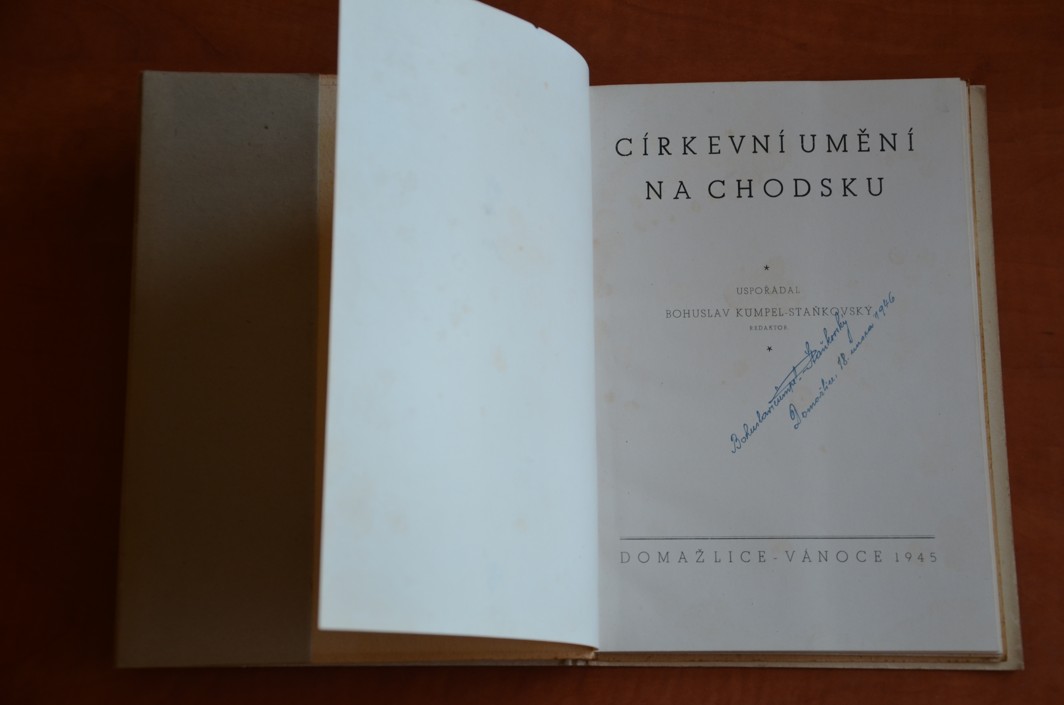 CÍRKEVNÍ UMĚNÍ
NA CHODSKU
*
USPOŘÁDAL
BOHUSLAV KUMPEL-STAŇKOVSKÝ
REDAKTOR
*
Bohuslav Kumpel-Staňkovský
Domažlice, 18. února 1946
DOMAŽLICE - VÁNOCE 1945